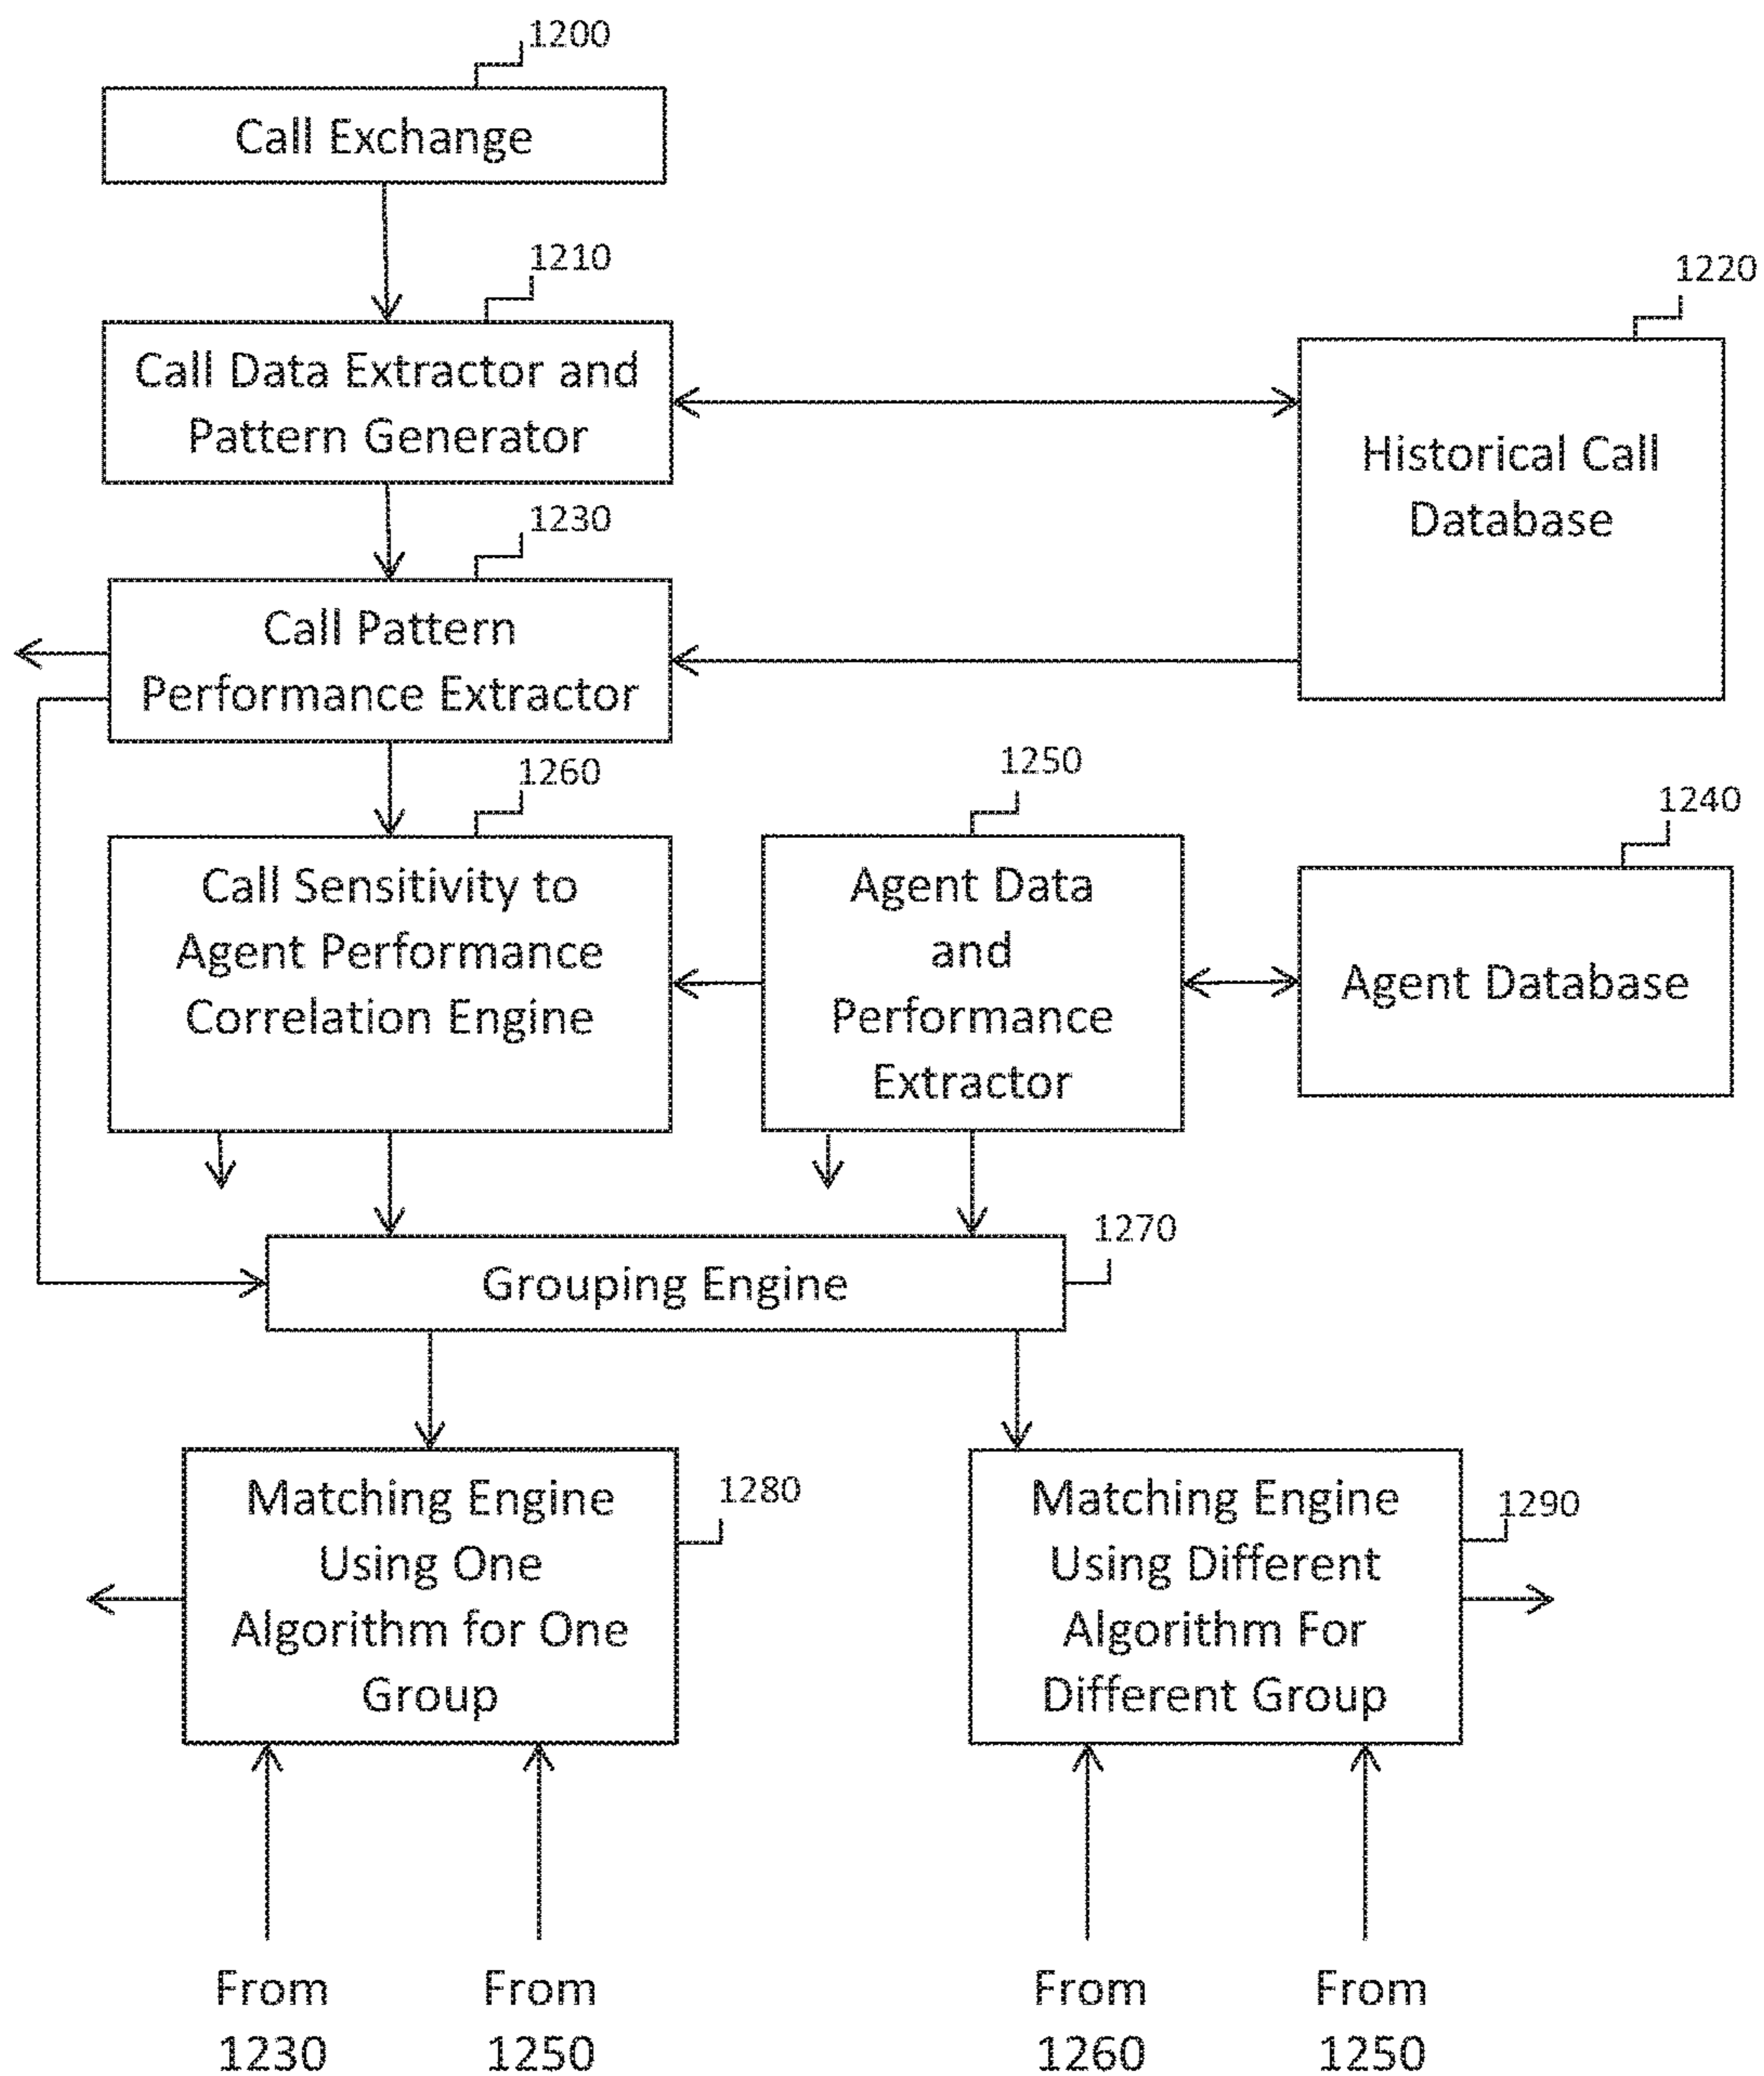 1200
Call Exchange
1210
1220
Call Data Extractor and
Pattern Generator
Historical Call
Database
1230
Call Pattern
Performance Extractor
1260
1250
1240
Call Sensitivity to
Agent Performance
Correlation Engine
Agent Data
and
Performance
Extractor
Agent Database
1270
Grouping Engine
Matching Engine
Using One
Algorithm for One
Group
1280
Matching Engine
Using Different
Algorithm For
Different Group
1290
From
1230
From
1250
From
1260
From
1250